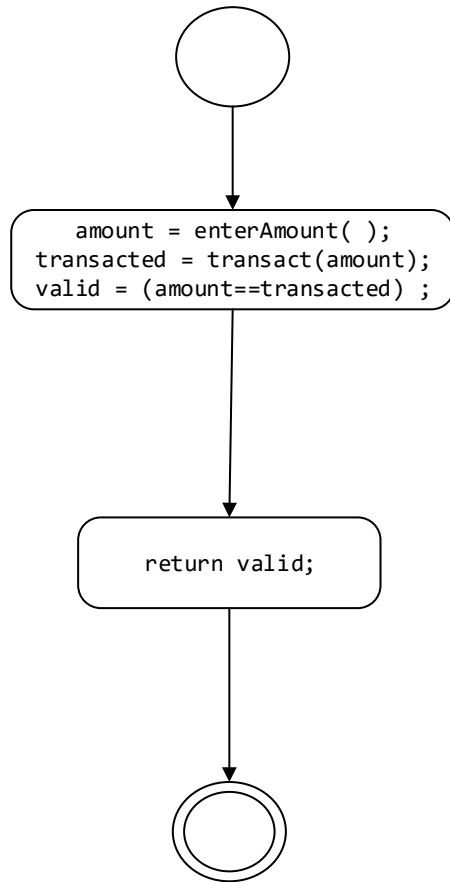 amount = enterAmount( );
transacted = transact(amount);
valid = (amount==transacted) ;
return valid;